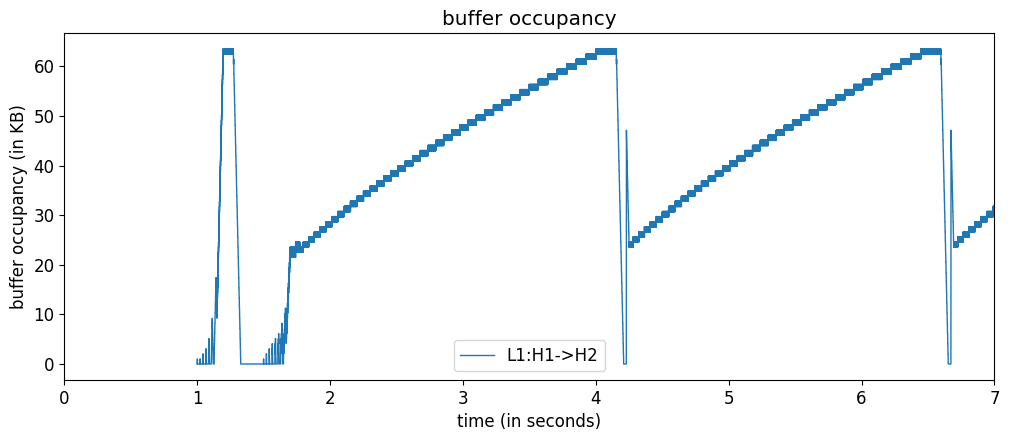 buffer occupancy
buffer occupancy (in KB)
60
50
40
30
20
10
0
L1:H1->H2
0 1 2 3 4 5 6 7
time (in seconds)